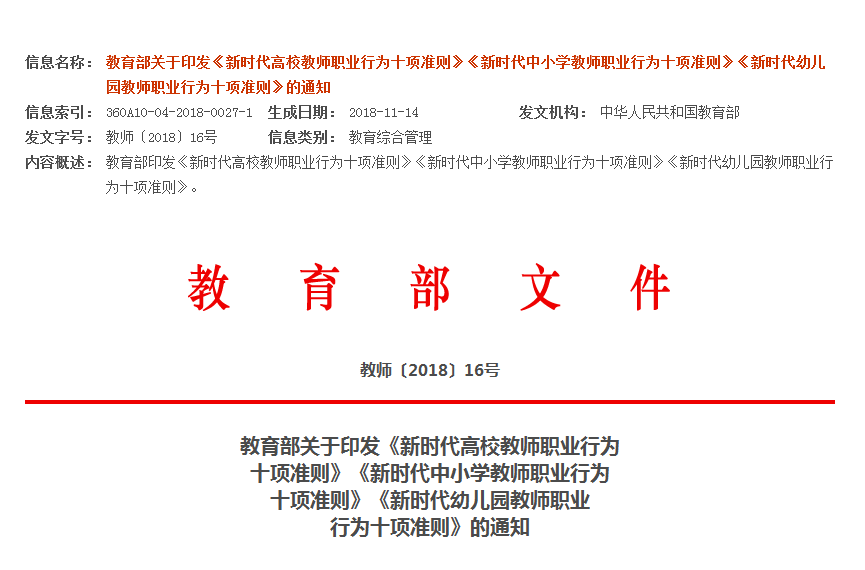 信息名称： 教育部关于印发《新时代高校教师职业行为十项准则》《新时代中小学教师职业行为十项准则》《新时代幼儿
园教师职业行为十项准则》的通知
信息索引： 360A10-04-2018-0027-1 生成日期： 2018-11-14 发文机构： 中华人民共和国教育部
发文字号： 教师〔2018〕16号 信息类别： 教育综合管理
内容概述： 教育部印发《新时代高校教师职业行为十项准则》《新时代中小学教师职业行为十项准则》《新时代幼儿园教师职业行
为十项准则》。
教育部文件
教师〔2018〕16号
教育部关于印发《新时代高校教师职业行为
十项准则》《新时代中小学教师职业行为
十项准则》《新时代幼儿园教师职业
行为十项准则》的通知